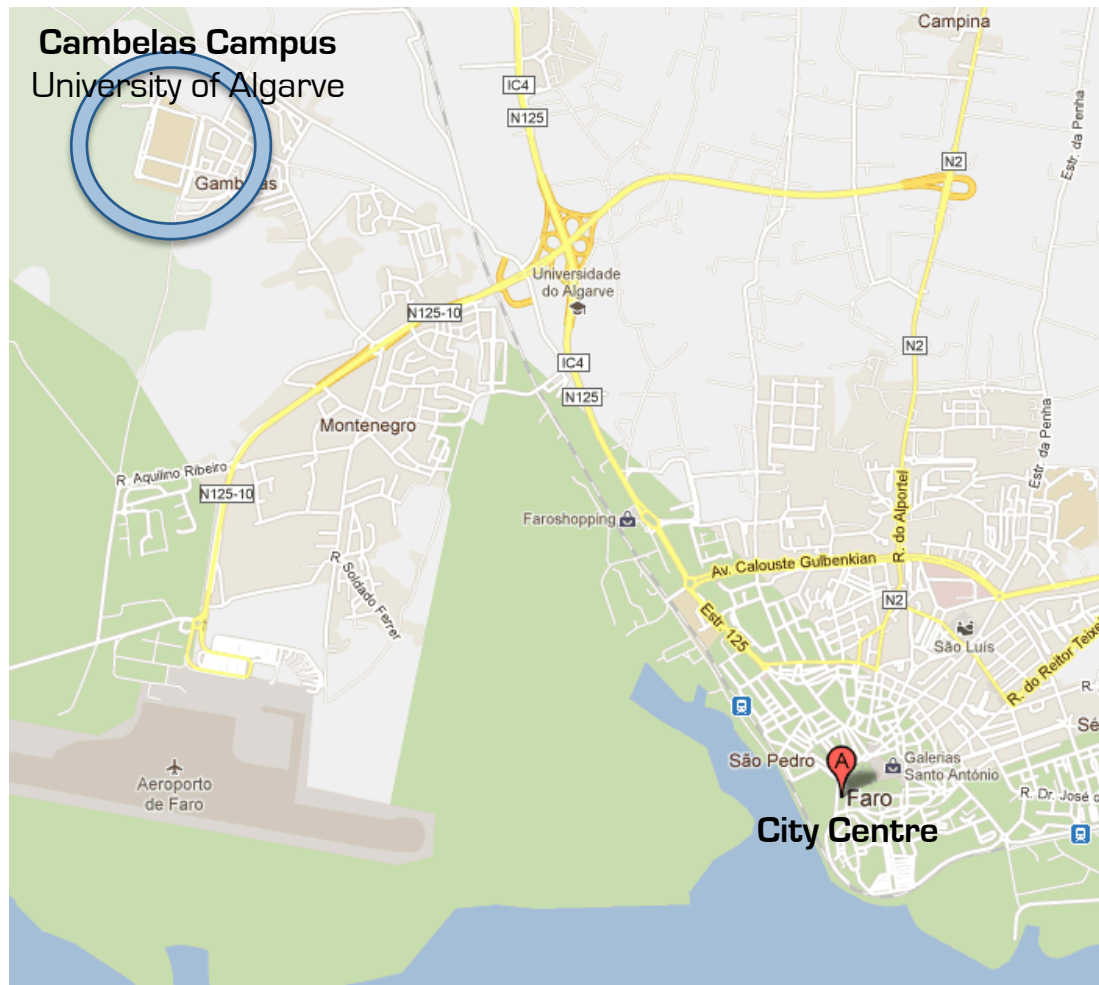 Cambelas Campus
University of Algarve
Gambelas
Campina
IC4
N125
Estr. da Penha
N2
Universidade
do Algarve
N125-10
N2
IC4
N125
Montenegro
R. Aquilino Ribeiro
N125-10
Estr. da Penha
R. do Alportel
Faroshopping
Av. Calouste Gulbenkian
R. Soldado Ferrer
N2
Estr. 125
São Luís
R. do Reitor Teixei
R.
Sé
São Pedro
A
Galerias
Santo António
Aeroporto
de Faro
Faro
R. Dr. José d
City Centre